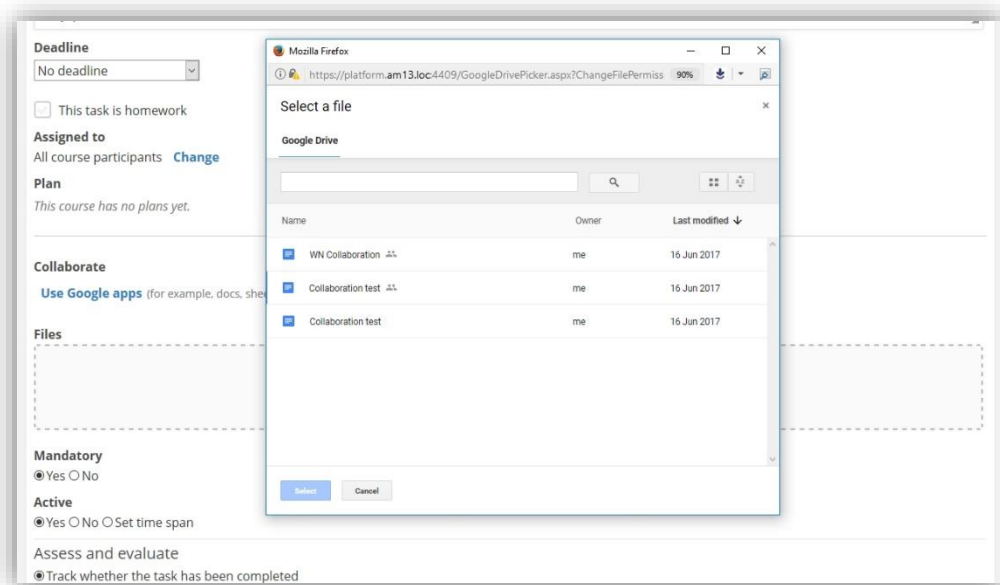 Deadline
No deadline
This task is homework
Assigned to
All course participants Change
Plan
This course has no plans yet.
Collaborate
Use Google apps (for example, docs, shee
Files
Mandatory
Yes No
Active
Yes No Set time span
Assess and evaluate
Track whether the task has been completed
Mozilla Firefox
https://platform.am13.loc:4409/GoogleDrivePicker.aspx?ChangeFilePermiss 90%
Select a file
Google Drive
Name Owner Last modified
WN Collaboration me 16 Jun 2017
Collaboration test me 16 Jun 2017
Collaboration test me 16 Jun 2017
Select Cancel